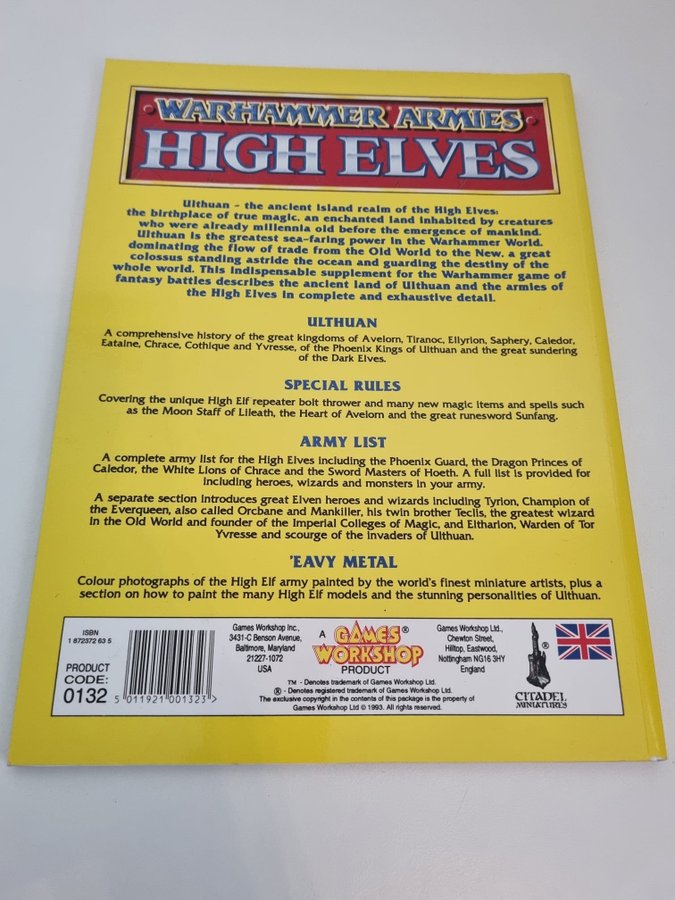 WARHAMMER ARMIES
HIGH ELVES
Ulthuan - the ancient island realm of the High Elves:
the birthplace of true magic, an enchanted land inhabited by creatures
who were already millennia old before the emergence of mankind.
Ulthuan is the greatest sea-faring power in the Warhammer World,
dominating the flow of trade from the Old World to the New, a great
colossus standing astride the ocean and guarding the destiny of the
whole world. This indispensable supplement for the Warhammer game of
fantasy battles describes the ancient land of Ulthuan and the armies of
the High Elves in complete and exhaustive detail.
ULTHUAN
A comprehensive history of the great kingdoms of Avelorn, Tiranoc, Ellyrion, Saphery, Caledor,
Eataine, Chrace, Cothique and Yvresse, of the Phoenix Kings of Ulthuan and the great sundering
of the Dark Elves.
SPECIAL RULES
Covering the unique High Elf repeater bolt thrower and many new magic items and spells such
as the Moon Staff of Lileath, the Heart of Avelorn and the great runesword Sunfang.
ARMY LIST
A complete army list for the High Elves including the Phoenix Guard, the Dragon Princes of
Caledor, the White Lions of Chrace and the Sword Masters of Hoeth. A full list is provided for
including heroes, wizards and monsters in your army.
A separate section introduces great Elven heroes and wizards including Tyrion, Champion of
the Everqueen, also called Orcbane and Mankiller, his twin brother Teclis, the greatest wizard
in the Old World and founder of the Imperial Colleges of Magic, and Eltharion, Warden of Tor
Yvresse and scourge of the invaders of Ulthuan.
'EAVY METAL
Colour photographs of the High Elf army painted by the world's finest miniature artists, plus a
section on how to paint the many High Elf models and the stunning personalities of Ulthuan.
ISBN
1 872372 63 5
PRODUCT
CODE:
0132
5 011921 001323 >
Games Workshop Inc.,
3431-C Benson Avenue,
Baltimore, Maryland
21227-1072
USA
A GAMES WORKSHOP®
PRODUCT
Games Workshop Ltd.,
Chewton Street,
Hilltop, Eastwood,
Nottingham NG16 3HY
England
™ - Denotes trademark of Games Workshop Ltd.
® - Denotes registered trademark of Games Workshop Ltd.
The exclusive copyright in the contents of this package is the property of
Games Workshop Ltd © 1993. All rights reserved.
CITADEL
MINIATURES